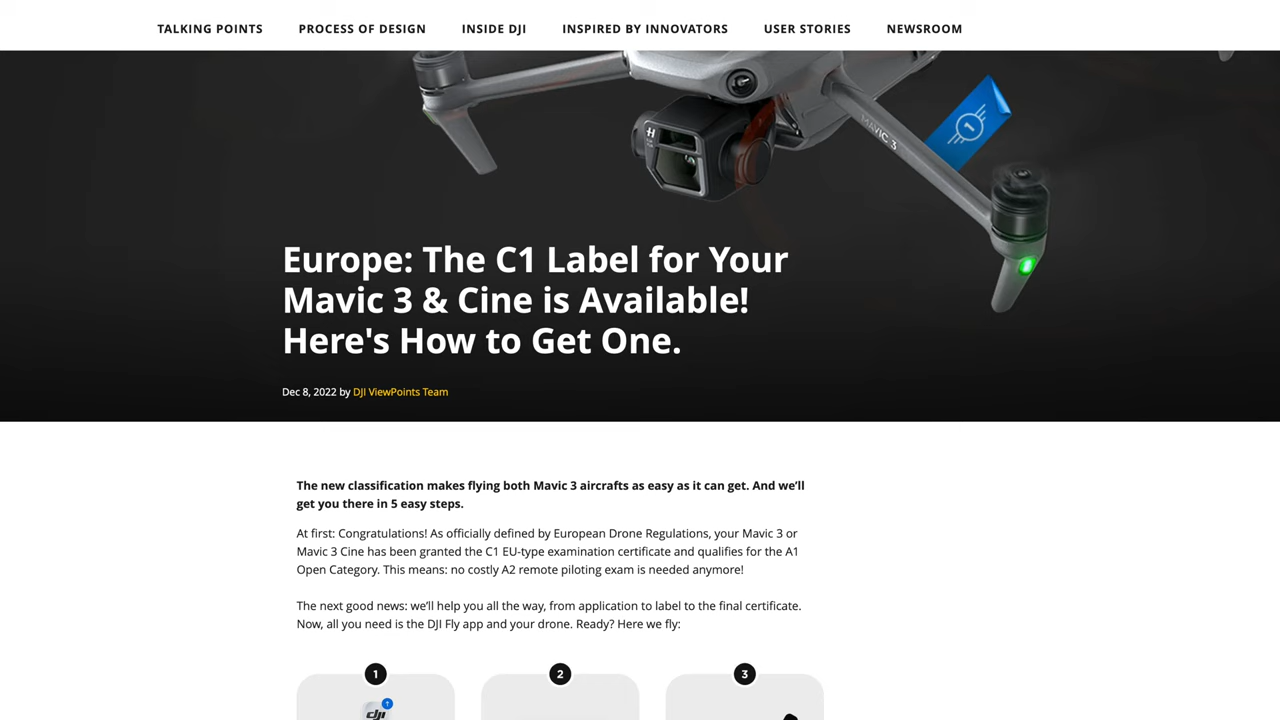 TALKING POINTS PROCESS OF DESIGN INSIDE DJI INSPIRED BY INNOVATORS USER STORIES NEWSROOM
1
H
MAVIC 3
Europe: The C1 Label for Your
Mavic 3 & Cine is Available!
Here's How to Get One.
Dec 8, 2022 by DJI ViewPoints Team
The new classification makes flying both Mavic 3 aircrafts as easy as it can get. And we’ll
get you there in 5 easy steps.
At first: Congratulations! As officially defined by European Drone Regulations, your Mavic 3 or
Mavic 3 Cine has been granted the C1 EU-type examination certificate and qualifies for the A1
Open Category. This means: no costly A2 remote piloting exam is needed anymore!
The next good news: we’ll help you all the way, from application to label to the final certificate.
Now, all you need is the DJI Fly app and your drone. Ready? Here we fly:
1 2 3
dji